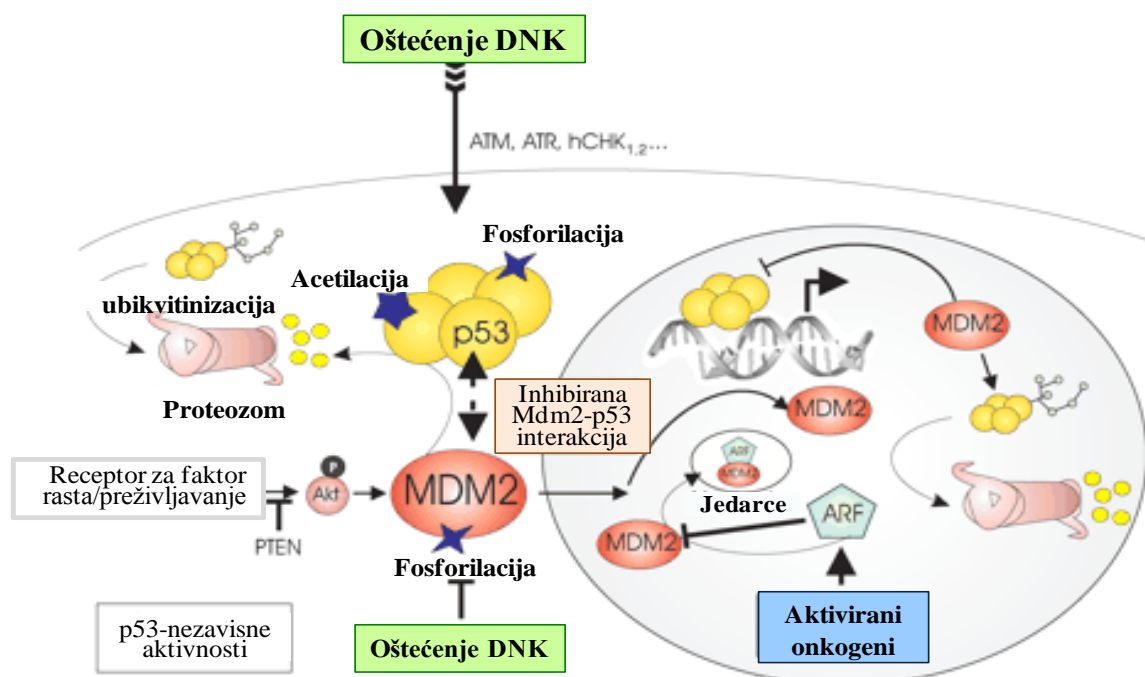 Oštećenje DNK
ATM, ATR, hCHK1,2...
Fosforilacija
Acetilacija
ubikvitinizacija
p53
MDM2
Proteozom
Inhibirana
Mdm2-p53
interakcija
MDM2
Receptor za faktor
rasta/preživljavanje
P
Akt
MDM2
ARF
MDM2
Jedarce
ARF
MDM2
PTEN
Fosforilacija
p53-nezavisne
aktivnosti
Oštećenje DNK
Aktivirani
onkogeni